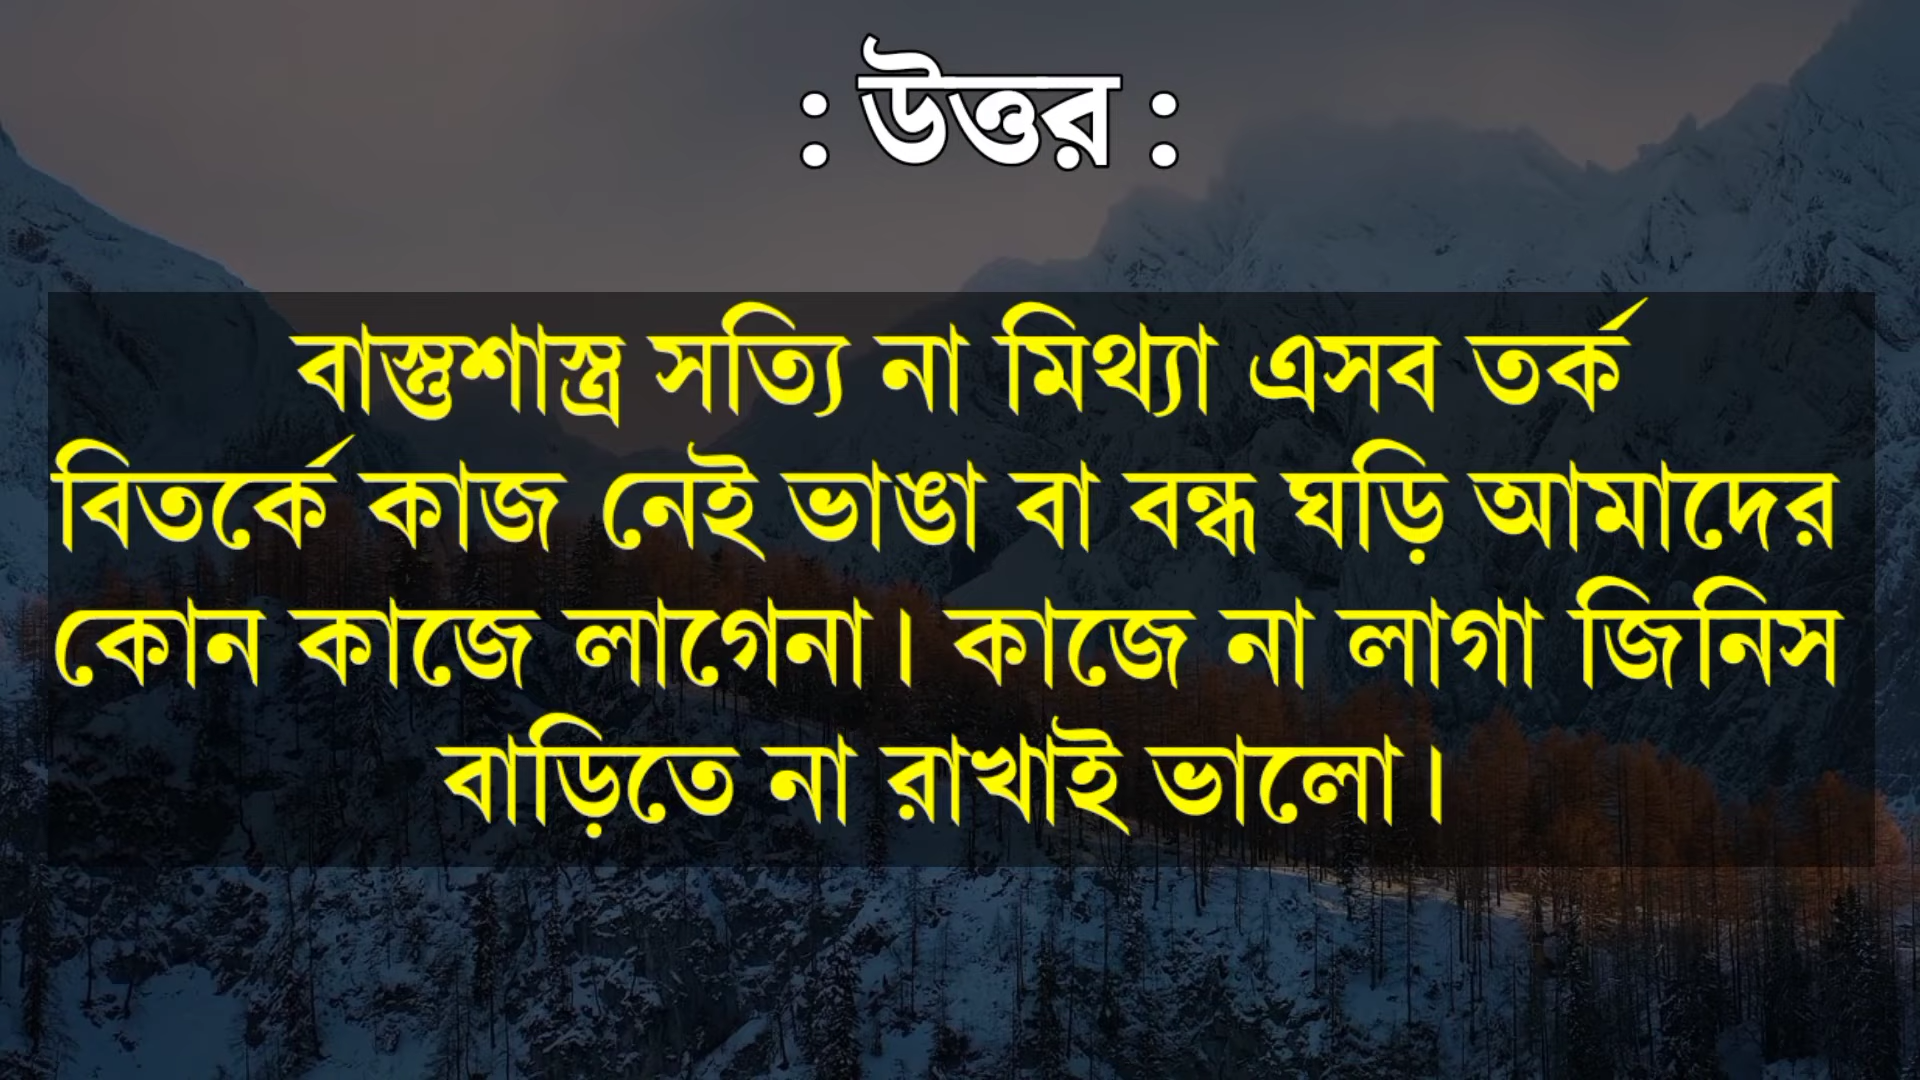 : উত্তর :
বাস্তুশাস্ত্র সত্যি না মিথ্যা এসব তর্ক
বিতর্কে কাজ নেই ভাঙা বা বন্ধ ঘড়ি আমাদের
কোন কাজে লাগেনা। কাজে না লাগা জিনিস
বাড়িতে না রাখাই ভালো।